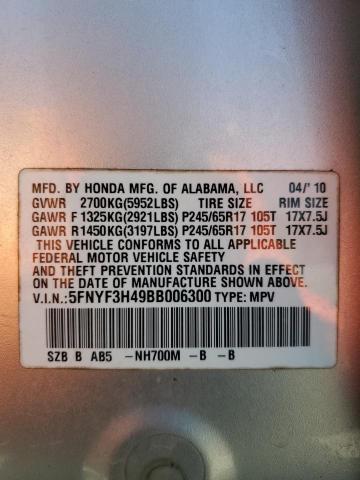 MFD. BY HONDA MFG. OF ALABAMA, LLC 04/' 10
GVWR 2700KG(5952LBS) TIRE SIZE RIM SIZE
GAWR F 1325KG(2921LBS) P245/65R17 105T 17X7.5J
GAWR R 1450KG(3197LBS) P245/65R17 105T 17X7.5J
THIS VEHICLE CONFORMS TO ALL APPLICABLE
FEDERAL MOTOR VEHICLE SAFETY
AND THEFT PREVENTION STANDARDS IN EFFECT
ON THE DATE OF MANUFACTURE SHOWN ABOVE.
V.I.N.: 5FNYF3H49BB006300 TYPE: MPV
SZB B AB5 -NH700M -B -B